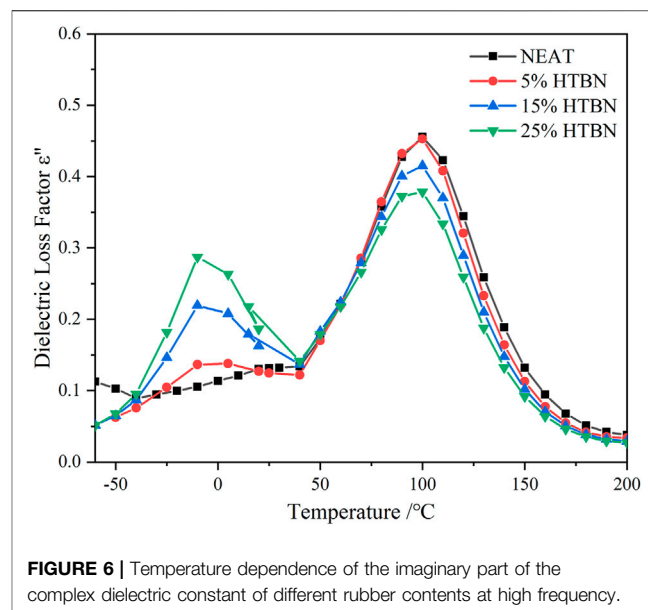 0.6
0.5
0.4
0.3
0.2
0.1
0.0
Dielectric Loss Factor ε"
NEAT
5% HTBN
15% HTBN
25% HTBN
-50 0 50 100 150 200
Temperature /℃
FIGURE 6 | Temperature dependence of the imaginary part of the
complex dielectric constant of different rubber contents at high frequency.